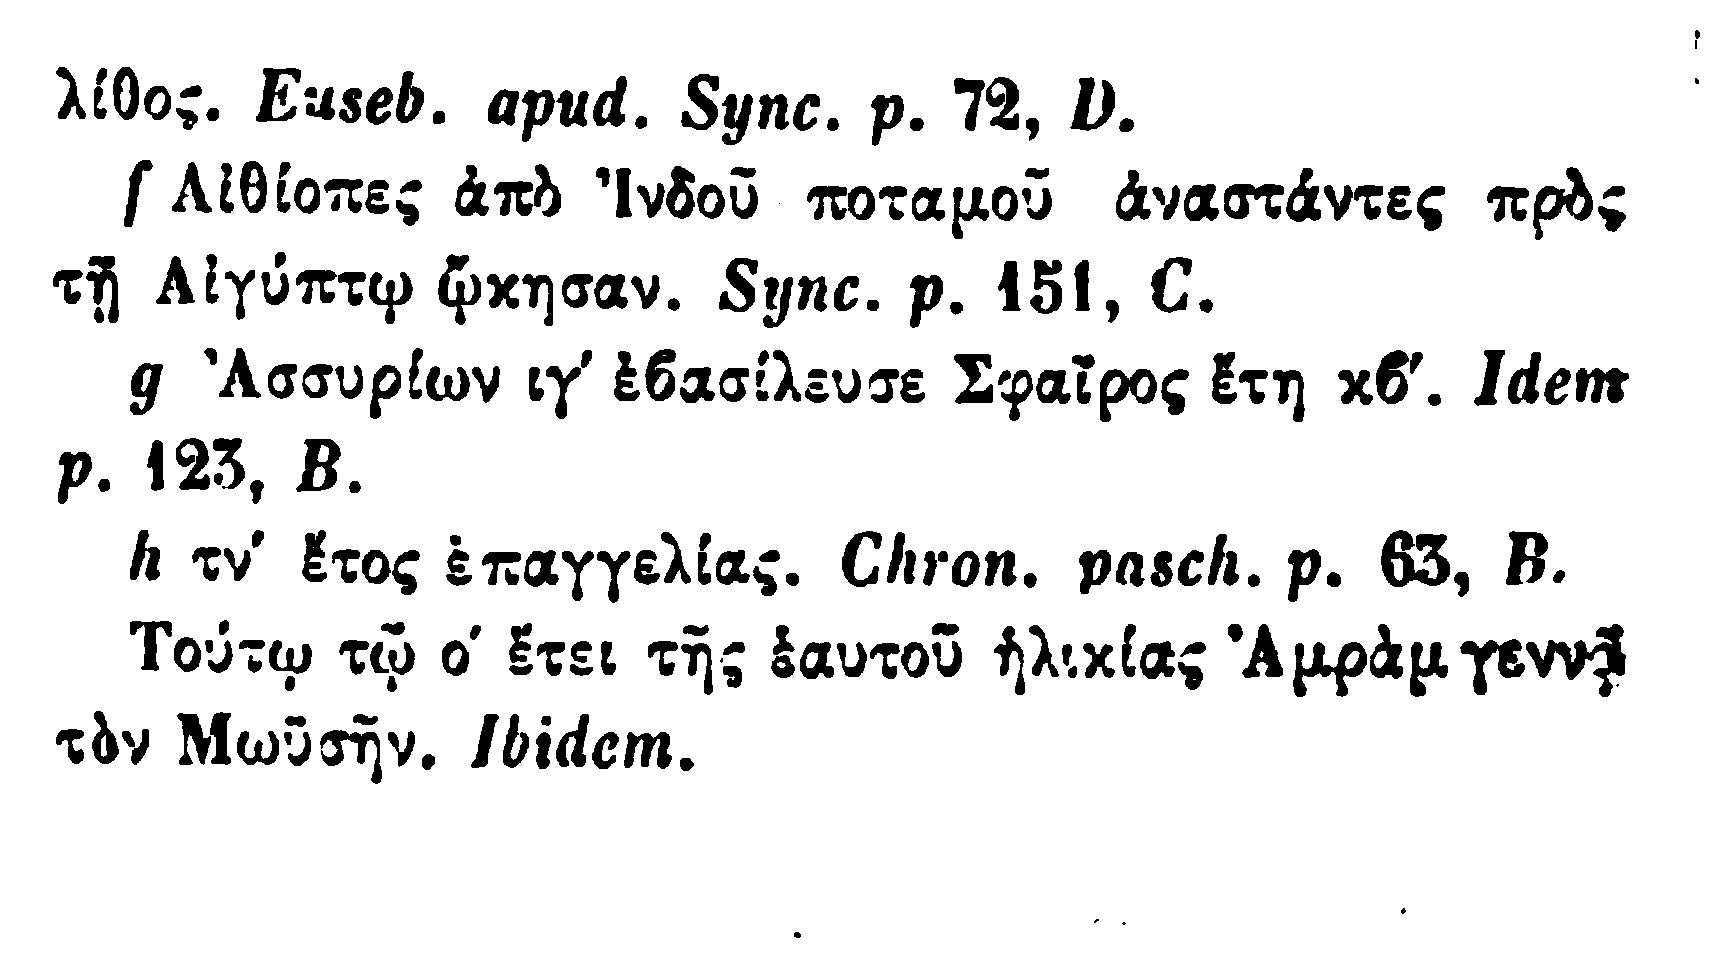 λίθος. Euseb. apud. Sync. p. 72, D.
f Αἰθίοπες ἀπὸ Ἰνδοῦ ποταμοῦ ἀναστάντες πρὸς
τῇ Αἰγύπτῳ ᾤκησαν. Sync. p. 151, C.
g Ἀσσυρίων ιγʹ ἐϐασίλευσε Σφαῖρος ἔτη κϐʹ. Idem
p. 123, B.
h τνʹ ἔτος ἐπαγγελίας. Chron. pasch. p. 63, B.
Τούτῳ τῷ οʹ ἔτει τῆς ἑαυτοῦ ἡλικίας Ἀμρὰμ γεννᾷ
τὸν Μωϋσῆν. Ibidem.